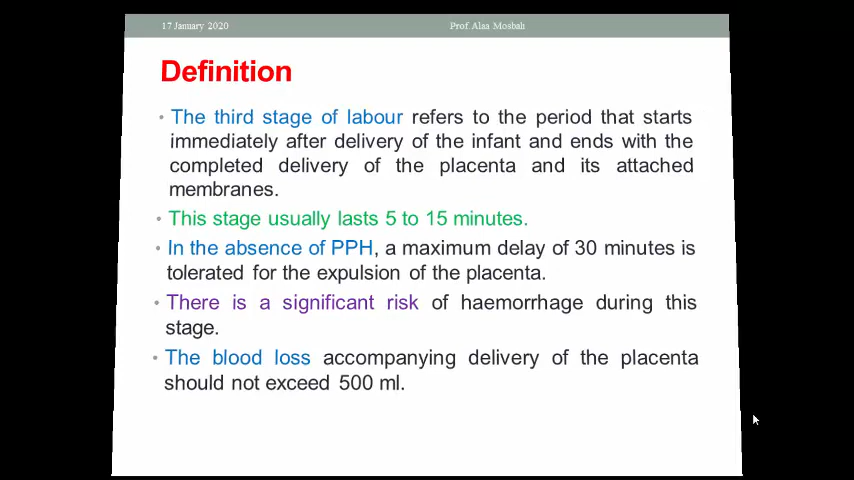 17 January 2020 Prof Alaa Mosbah
Definition
• The third stage of labour refers to the period that starts
immediately after delivery of the infant and ends with the
completed delivery of the placenta and its attached
membranes.
• This stage usually lasts 5 to 15 minutes.
• In the absence of PPH, a maximum delay of 30 minutes is
tolerated for the expulsion of the placenta.
• There is a significant risk of haemorrhage during this
stage.
• The blood loss accompanying delivery of the placenta
should not exceed 500 ml.